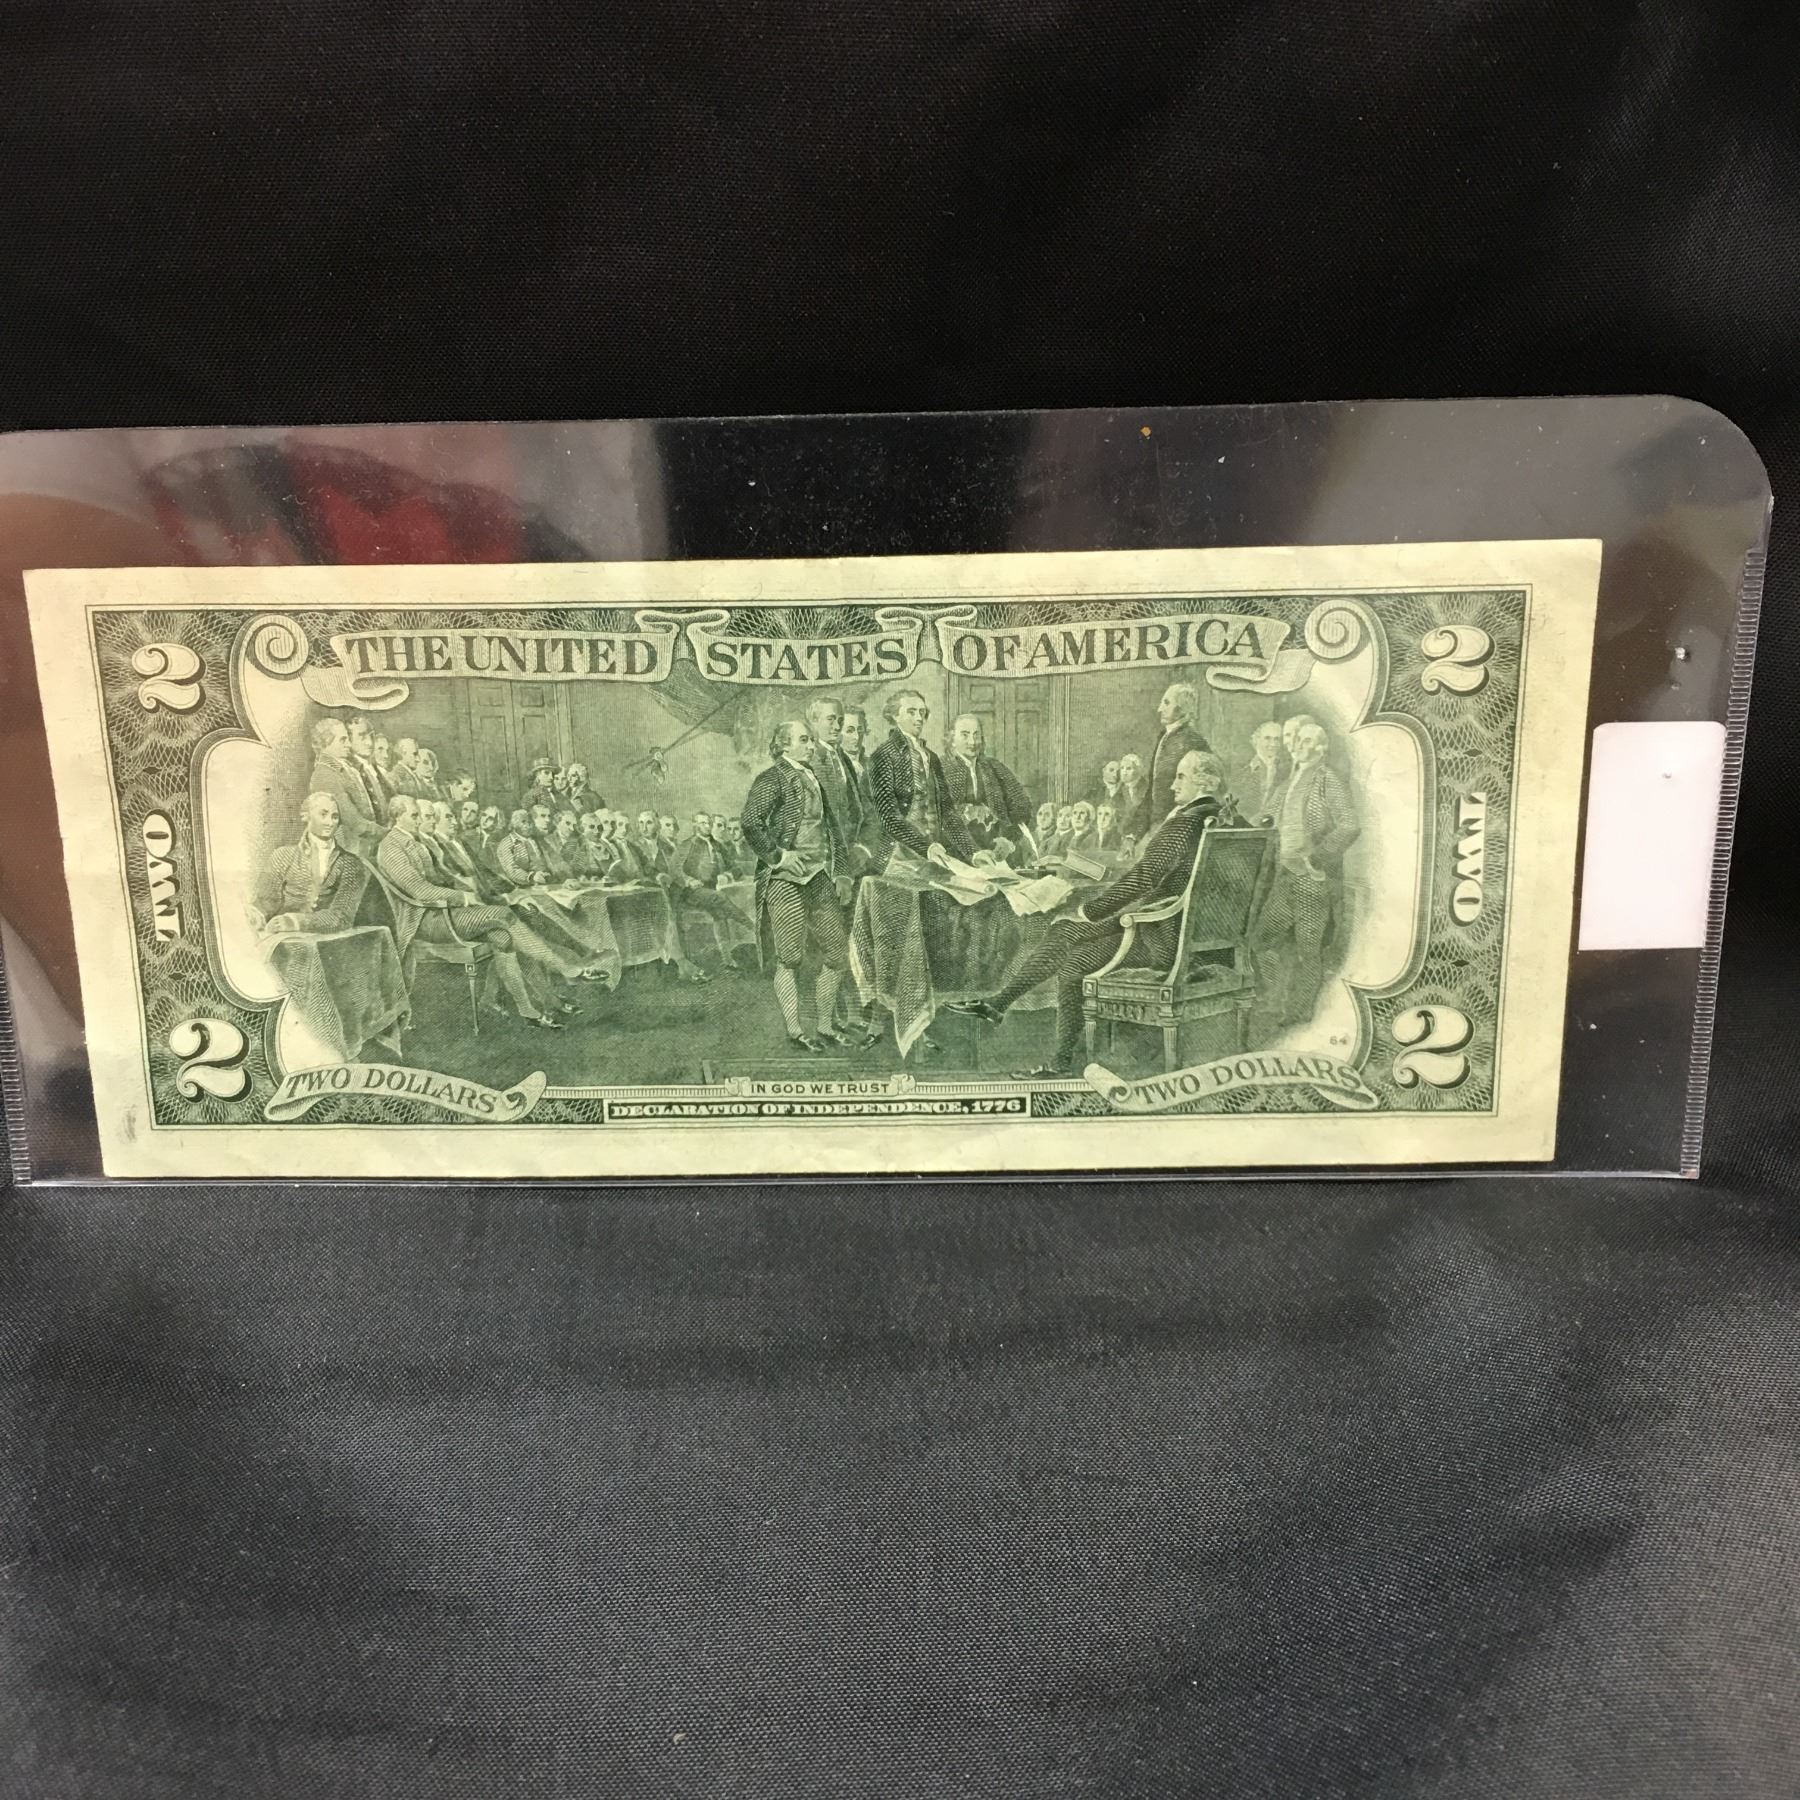 THE UNITED STATES OF AMERICA
2 2
TWO TWO
64
2 2
TWO DOLLARS IN GOD WE TRUST TWO DOLLARS
DECLARATION OF INDEPENDENCE, 1776